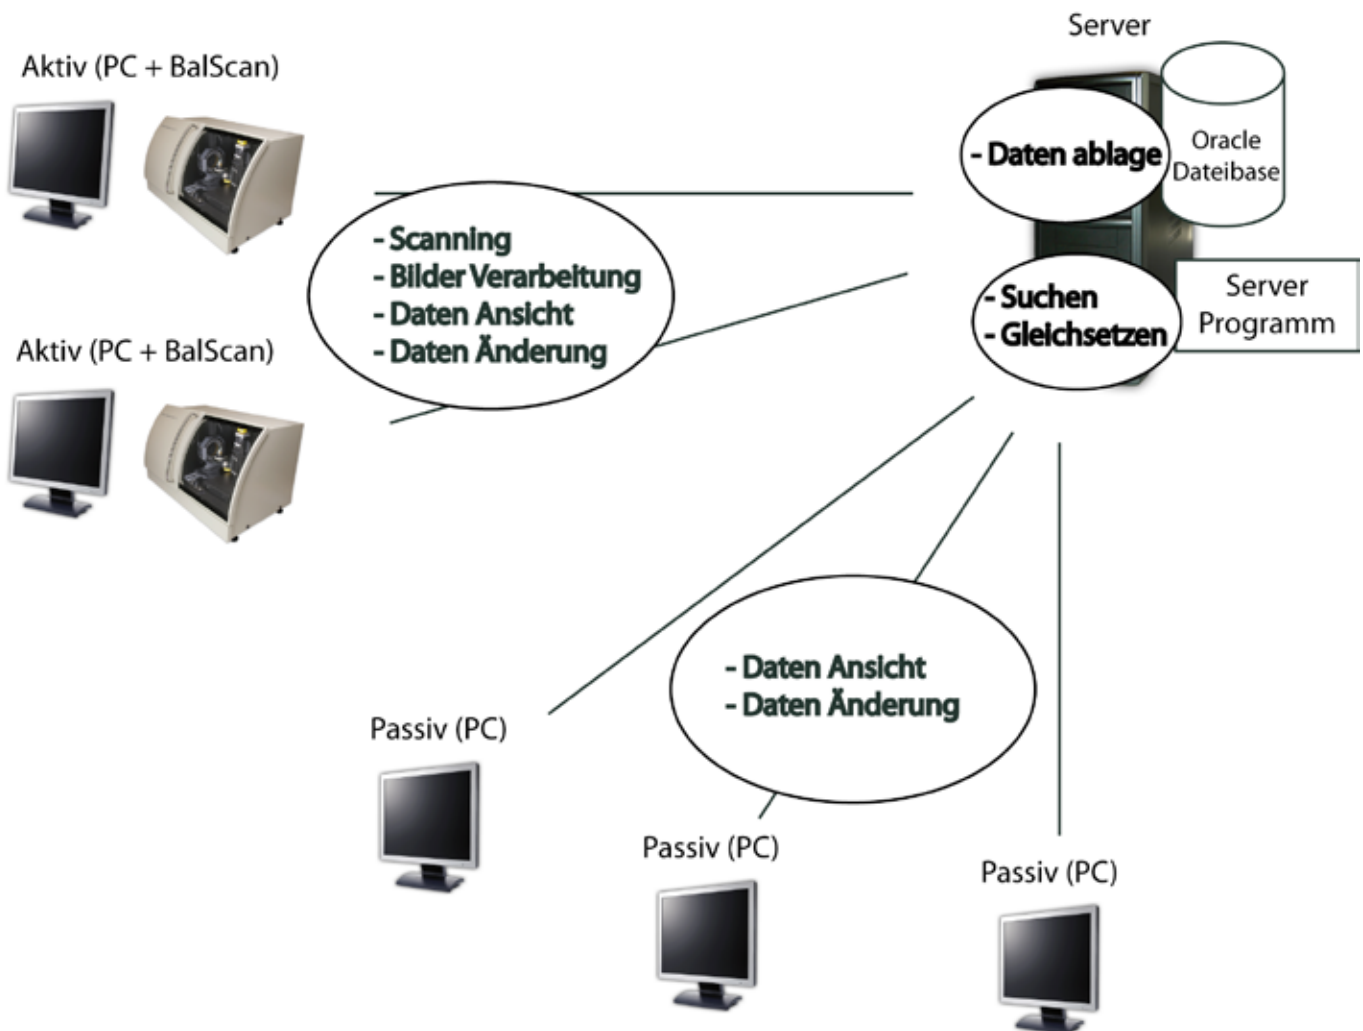 Server
Aktiv (PC + BalScan)
- Daten ablage
Oracle
Dateibase
- Scanning
- Bilder Verarbeitung
- Daten Ansicht
- Daten Änderung
- Suchen
- Gleichsetzen
Server
Programm
Aktiv (PC + BalScan)
- Daten Ansicht
- Daten Änderung
Passiv (PC)
Passiv (PC)
Passiv (PC)